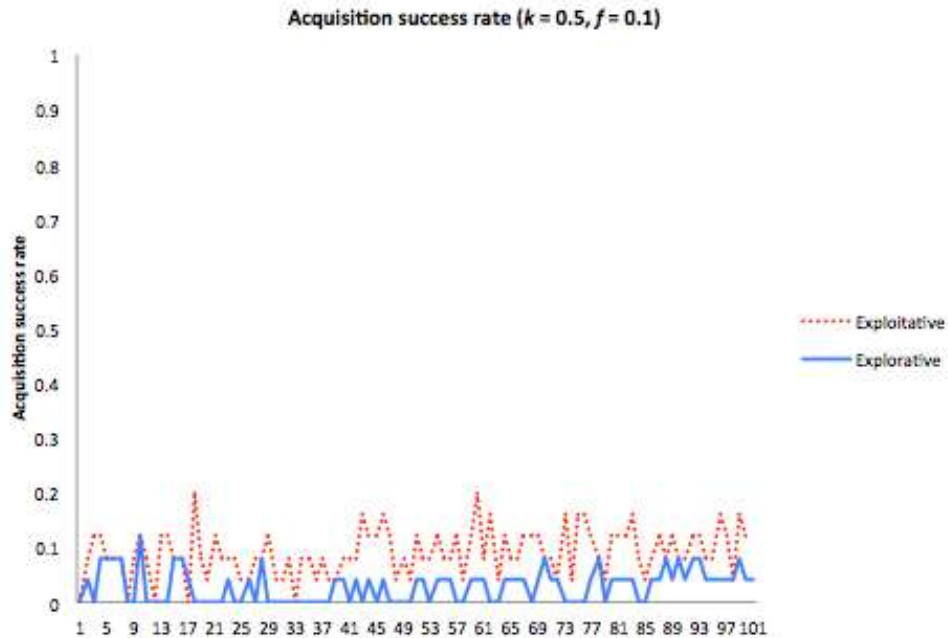 Acquisition success rate (k = 0.5, f = 0.1)
1
0.9
0.8
0.7
0.6
0.5
0.4
0.3
0.2
0.1
0
Acquisition success rate
1 5 9 13 17 21 25 29 33 37 41 45 49 53 57 61 65 69 73 77 81 85 89 93 97 101
Exploitative
Explorative